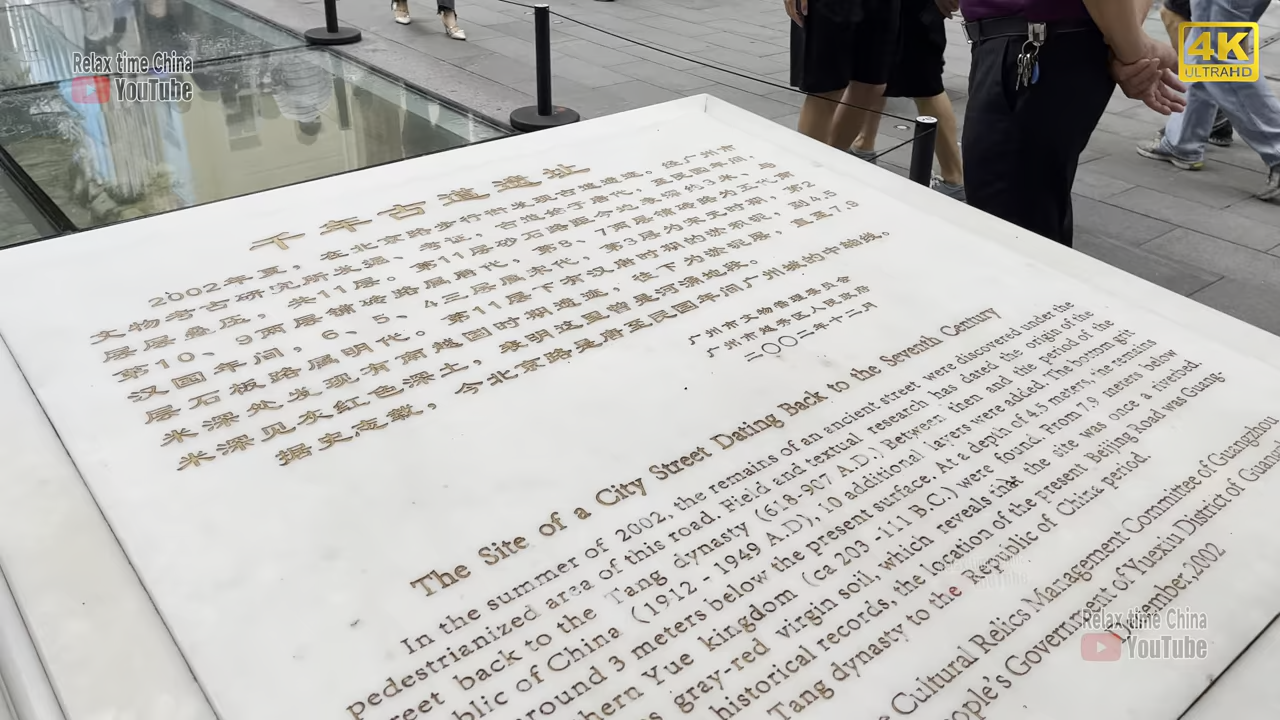 Relax time China
YouTube
4K
ULTRAHD
千年古道遗址
2002年夏，在北京路步行街发现古道遗迹。经广州市
文物考古研究所发掘、考证，古道始于唐代，至民国年间，
层层叠压，共11层。第11层砂石路距今地表深约3米、与
第10、9两层铺砖路属唐代，第8、7两层铺砖路为五代南
汉国年间，6、5、4三层属宋代，第3层为宋元时期，第2
层石板路属明代。第11层下有汉唐时期的淤积泥，到4.5
米深处发现有南越国时期遗迹，往下为淤泥层，直至7.9
米深见灰红色深土，表明这里曾是河涌地段。
据史志载，今北京路是唐至民国年间广州城的中轴线。
广州市文物管理委员会
广州市越秀区人民政府
二〇〇二年十二月
The Site of a City Street Dating Back to the Seventh Century
In the summer of 2002, the remains of an ancient street were discovered under the
pedestrianized area of this road. Field and textual research has dated the origin of the
reet back to the Tang dynasty (618-907 A.D.) Between then and the period of the
blic of China (1912 - 1949 A.D), 10 additional layers were added. The bottom grit
round 3 meters below the present surface. At a depth of 4.5 meters, the remains
hern Yue kingdom (ca 203 -111 B.C.) were found. From 7.9 meters below
s gray-red virgin soil, which reveals that the site was once a riverbed.
historical records, the location of the present Beijing Road was Guang-
Tang dynasty to the Republic of China period.
e Cultural Relics Management Committee of Guangzhou
ople's Government of Yuexiu District of Guang
December,2002
Relax time China
YouTube